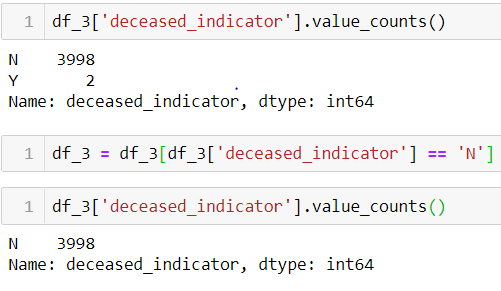 1 df_3['deceased_indicator'].value_counts()
N    3998
Y       2
Name: deceased_indicator, dtype: int64
1 df_3 = df_3[df_3['deceased_indicator'] == 'N']
1 df_3['deceased_indicator'].value_counts()
N    3998
Name: deceased_indicator, dtype: int64